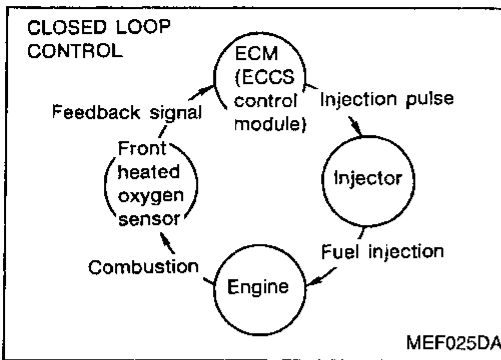 CLOSED LOOP
CONTROL
ECM
(ECCS
control
module)
Feedback signal
Injection pulse
Front
heated
oxygen
sensor
Injector
Combustion
Fuel injection
Engine
MEF025DA